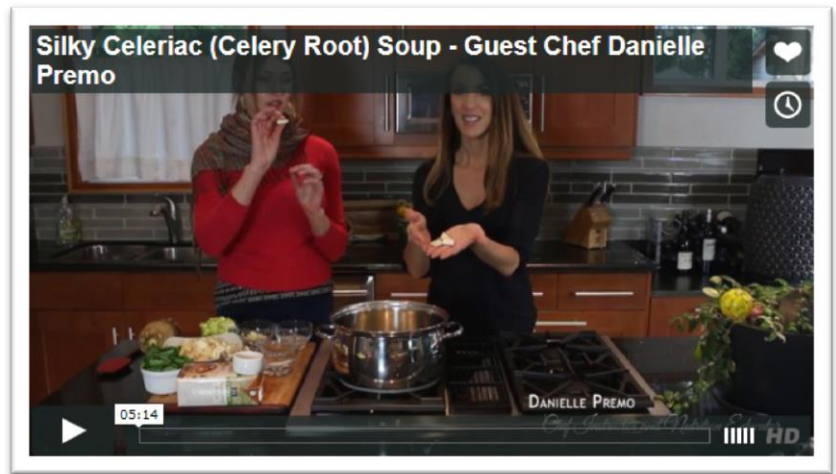 Silky Celeriac (Celery Root) Soup - Guest Chef Danielle
Premo
DANIELLE PREMO
05:14
HD